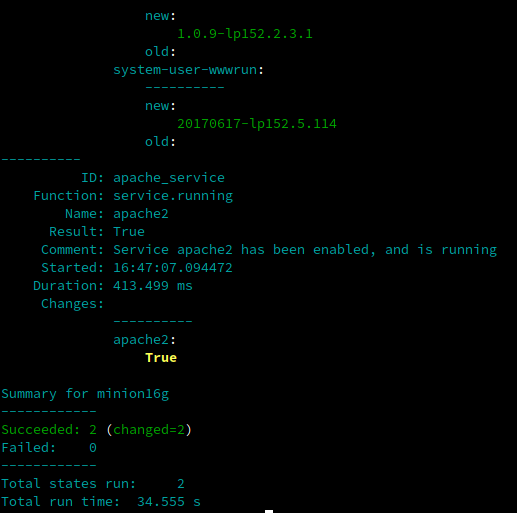 new:
1.0.9-lp152.2.3.1
old:
system-user-wwwrun:
----------
new:
20170617-lp152.5.114
old:
----------
ID: apache_service
Function: service.running
Name: apache2
Result: True
Comment: Service apache2 has been enabled, and is running
Started: 16:47:07.094472
Duration: 413.499 ms
Changes:
----------
apache2:
True
Summary for minion16g
------------
Succeeded: 2 (changed=2)
Failed:    0
------------
Total states run:     2
Total run time:  34.555 s